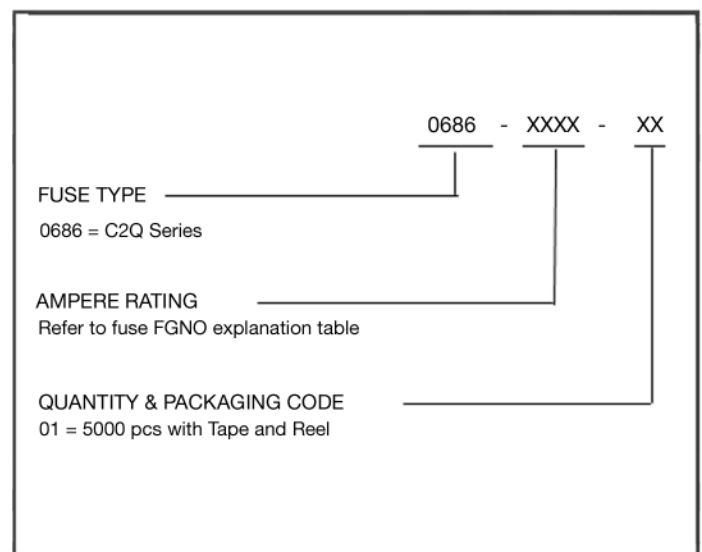 0686 - XXXX - XX
FUSE TYPE
0686 = C2Q Series
AMPERE RATING
Refer to fuse FGNO explanation table
QUANTITY & PACKAGING CODE
01 = 5000 pcs with Tape and Reel